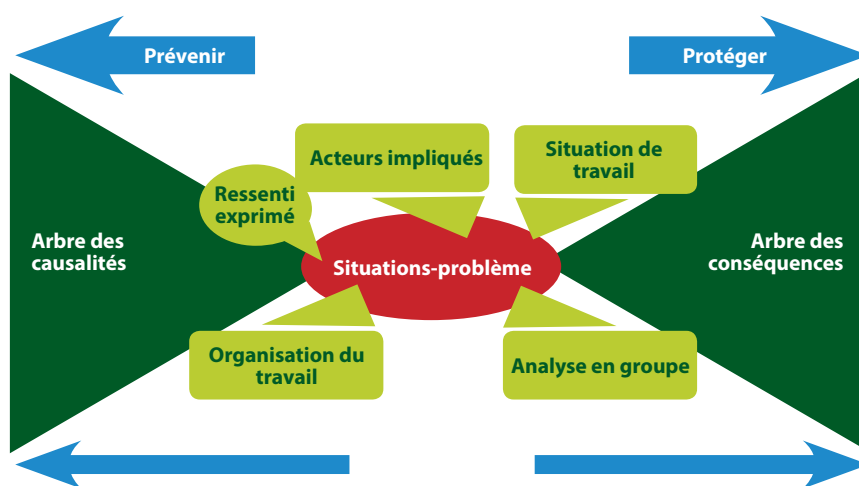 Prévenir
Protéger
Acteurs impliqués
Situation de
travail
Ressenti
exprimé
Arbre des
causalités
Situations-problème
Arbre des
conséquences
Organisation du
travail
Analyse en groupe